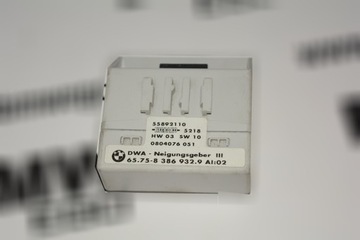 55892110
5218
HW 03 SW 10
0804076 051
DWA - Neigungsgeber III
65.75-8 386 932.9 AI:02